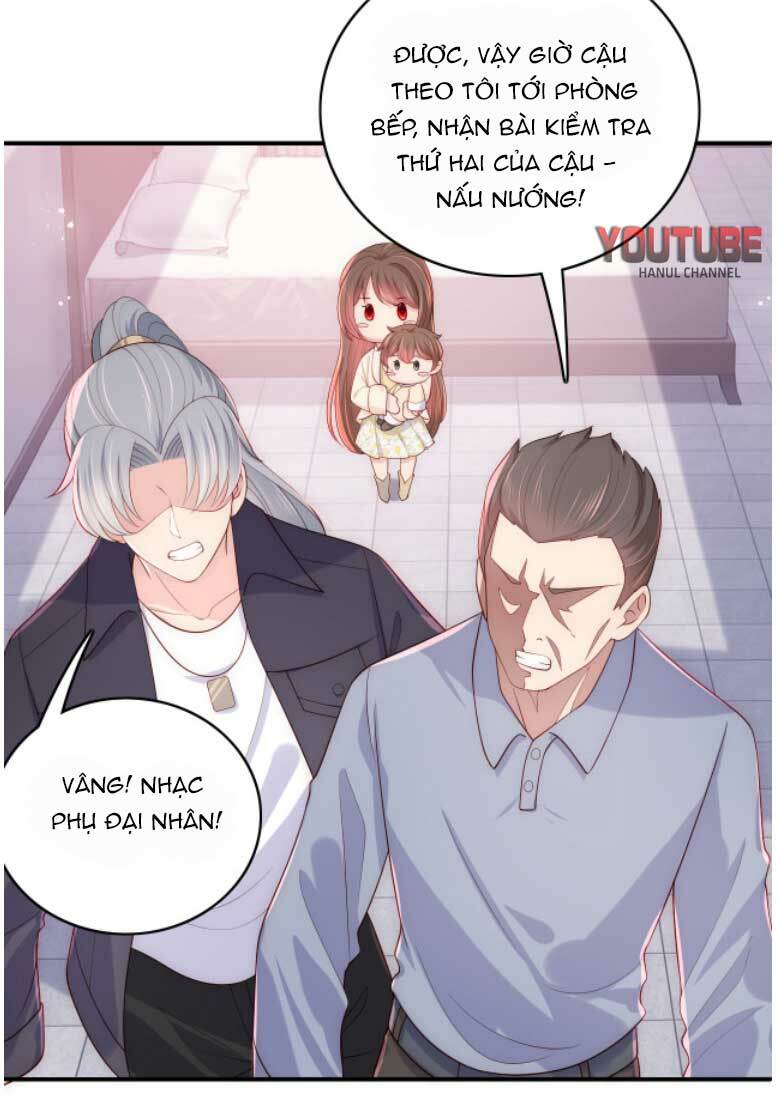 ĐƯỢC, VẬY GIỜ CẬU
THEO TÔI TỚI PHÒNG
BẾP, NHẬN BÀI KIỂM TRA
THỨ HAI CỦA CẬU -
NẤU NƯỚNG!
YOUTUBE
HANUL CHANNEL
VÂNG! NHẠC
PHỤ ĐẠI NHÂN!